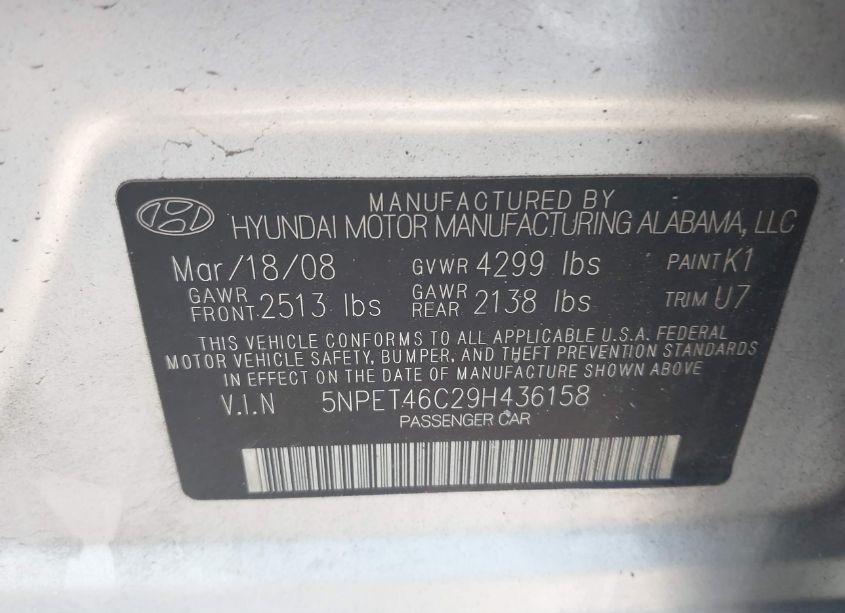 MANUFACTURED BY
HYUNDAI MOTOR MANUFACTURING ALABAMA, LLC
Mar/18/08 GVWR 4299 lbs PAINT K1
GAWR FRONT 2513 lbs GAWR REAR 2138 lbs TRIM U7
THIS VEHICLE CONFORMS TO ALL APPLICABLE U.S.A. FEDERAL
MOTOR VEHICLE SAFETY, BUMPER, AND THEFT PREVENTION STANDARDS
IN EFFECT ON THE DATE OF MANUFACTURE SHOWN ABOVE.
V.I.N 5NPET46C29H436158
PASSENGER CAR